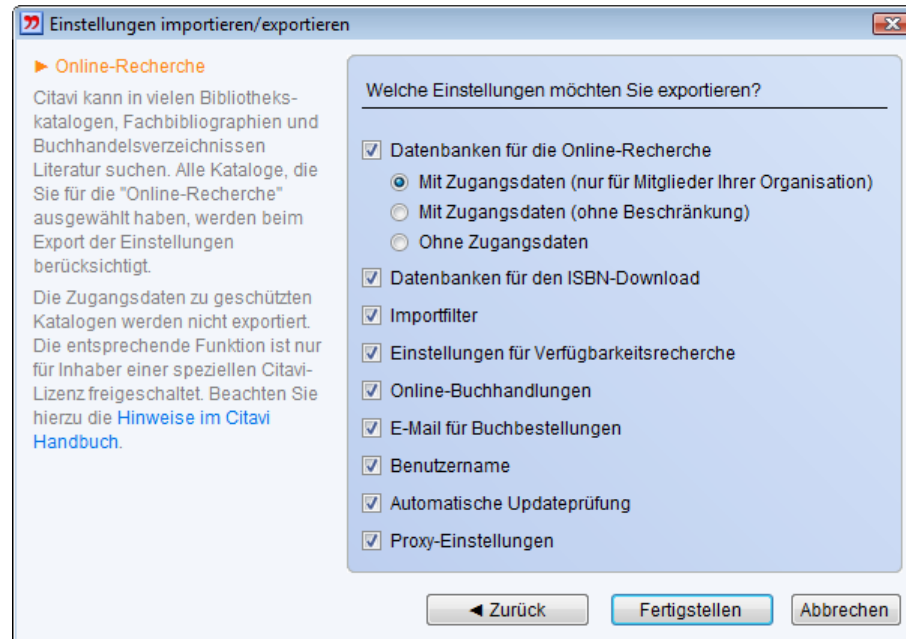 Einstellungen importieren/exportieren
► Online-Recherche
Citavi kann in vielen Bibliotheks-
katalogen, Fachbibliographien und
Buchhandelsverzeichnissen
Literatur suchen. Alle Kataloge, die
Sie für die "Online-Recherche"
ausgewählt haben, werden beim
Export der Einstellungen
berücksichtigt.
Die Zugangsdaten zu geschützten
Katalogen werden nicht exportiert.
Die entsprechende Funktion ist nur
für Inhaber einer speziellen Citavi-
Lizenz freigeschaltet. Beachten Sie
hierzu die Hinweise im Citavi
Handbuch.
Welche Einstellungen möchten Sie exportieren?
Datenbanken für die Online-Recherche
Mit Zugangsdaten (nur für Mitglieder Ihrer Organisation)
Mit Zugangsdaten (ohne Beschränkung)
Ohne Zugangsdaten
Datenbanken für den ISBN-Download
Importfilter
Einstellungen für Verfügbarkeitsrecherche
Online-Buchhandlungen
E-Mail für Buchbestellungen
Benutzername
Automatische Updateprüfung
Proxy-Einstellungen
◄ Zurück
Fertigstellen
Abbrechen